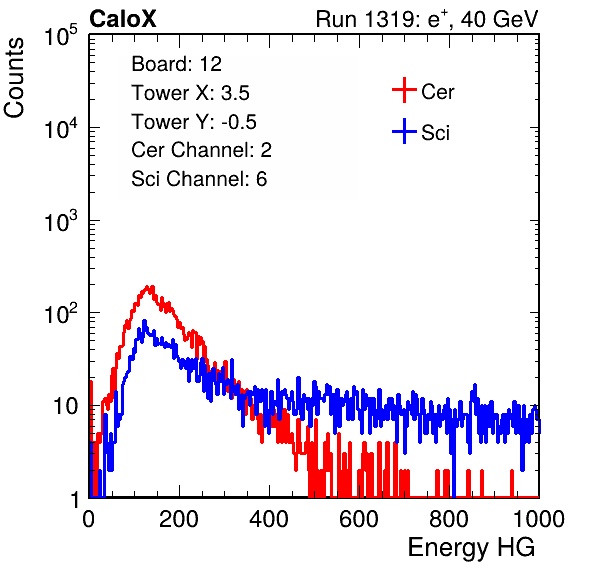 CaloX Run 1319: e⁺, 40 GeV
Counts
Board: 12
Tower X: 3.5
Tower Y: -0.5
Cer Channel: 2
Sci Channel: 6
Cer
Sci
10⁵
10⁴
10³
10²
10
1
0 200 400 600 800 1000
Energy HG